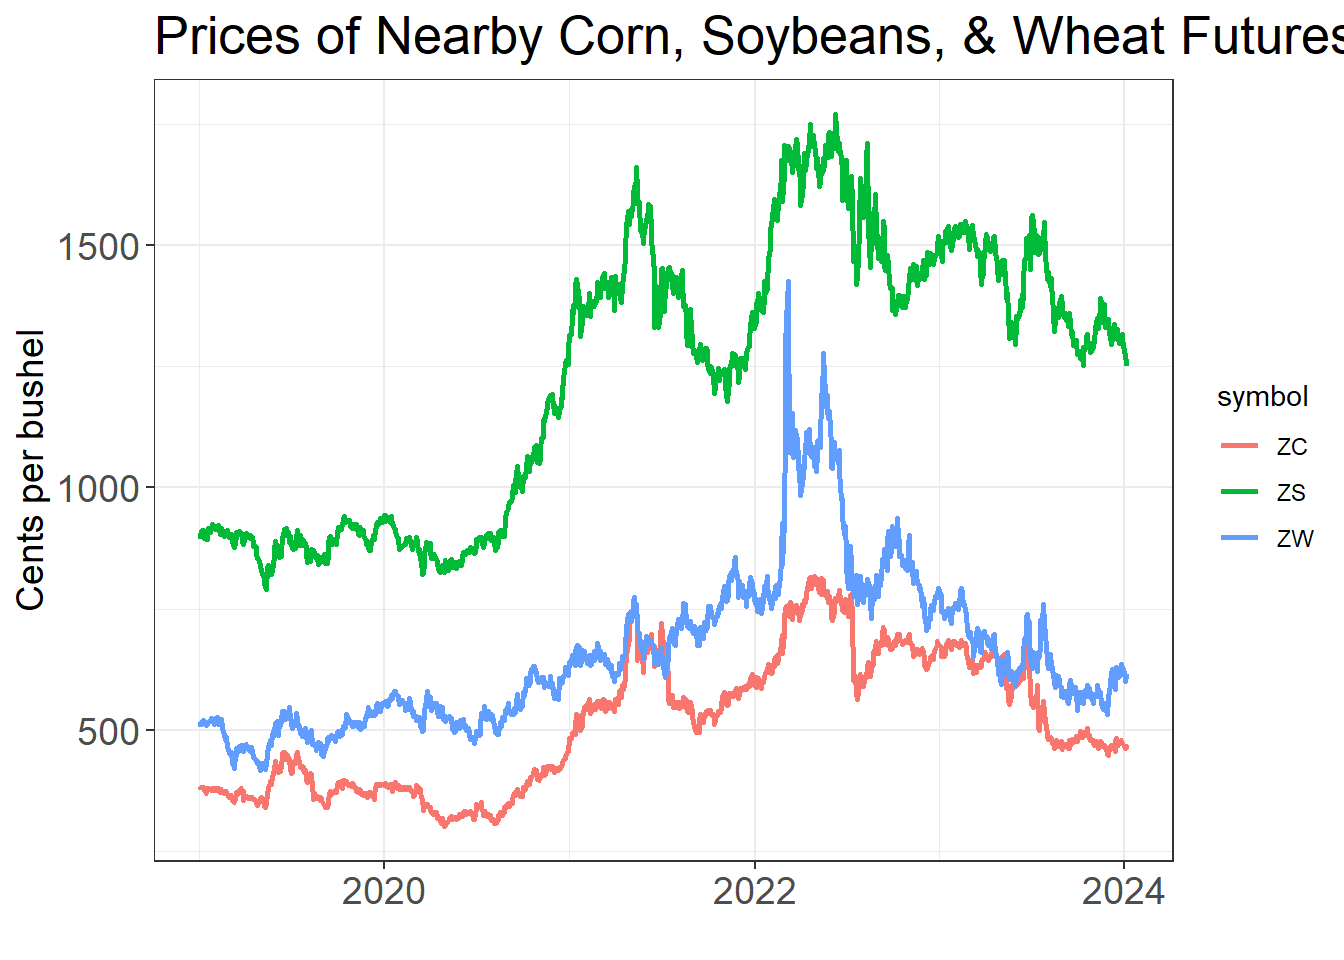 Prices of Nearby Corn, Soybeans, & Wheat Futures
Cents per bushel
1500
1000
500
2020
2022
2024
symbol
ZC
ZS
ZW